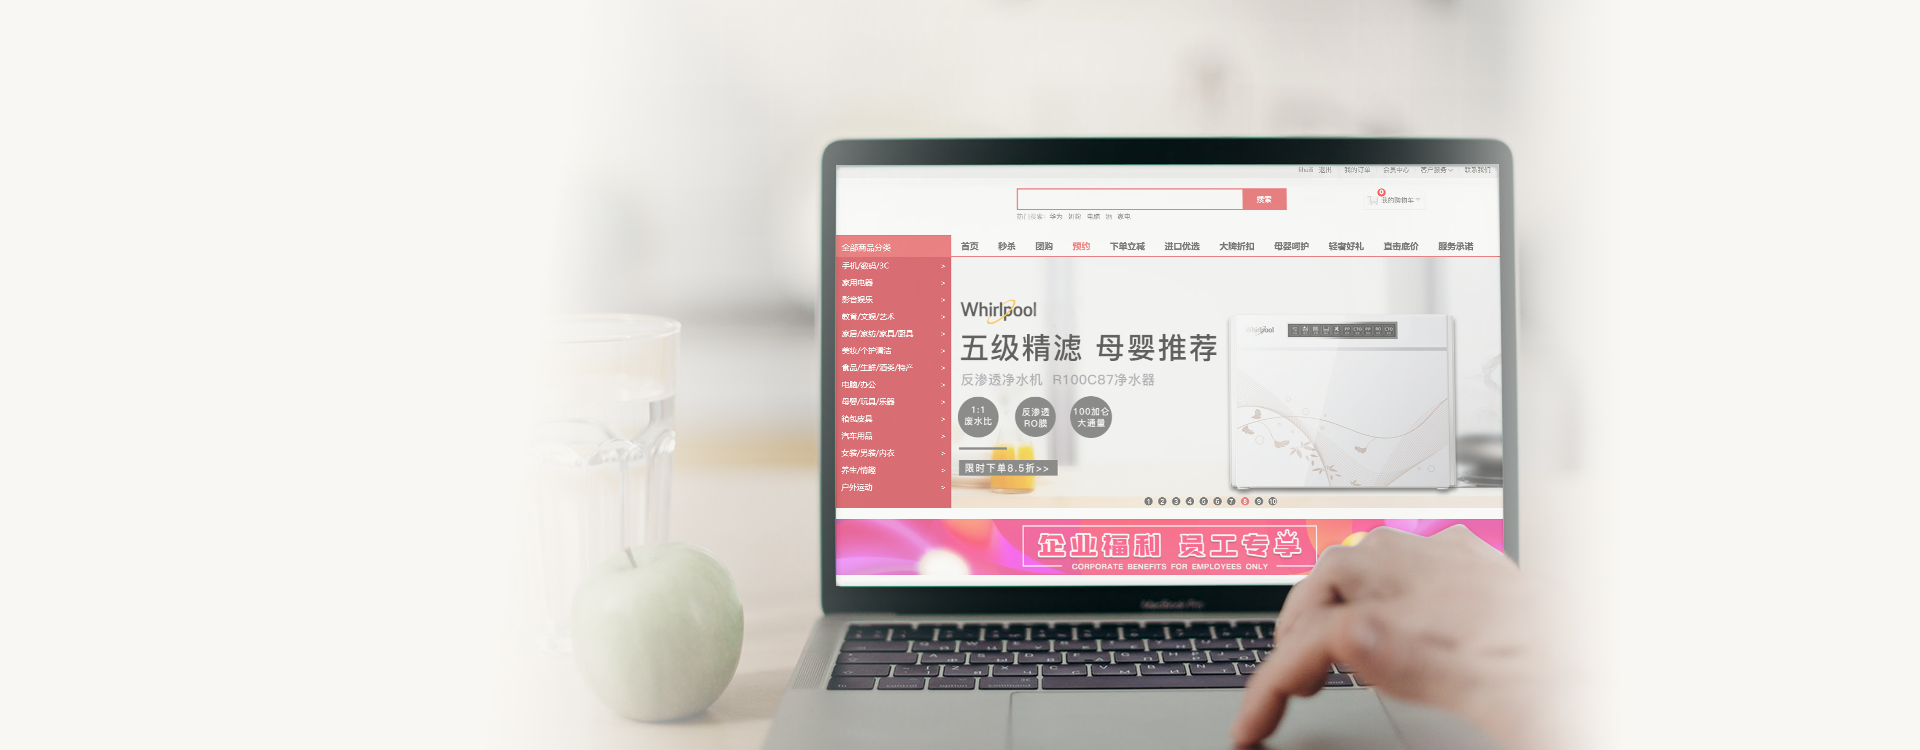 lihuili 退出 我的订单 会员中心 客户服务 联系我们
搜索
0
我的购物车
热门搜索: 华为 奶粉 电脑 家电
全部商品分类
首页 秒杀 团购 预约 下单立减 进口优选 大牌折扣 母婴呵护 轻奢好礼 直击底价 服务承诺
手机/数码/3C >
家用电器 >
影音娱乐 >
教育/文娱/艺术 >
家居/家纺/家具/厨具 >
美妆/个护清洁 >
食品/生鲜/酒类/特产 >
电脑/办公 >
母婴/玩具/乐器 >
箱包皮具 >
汽车用品 >
女装/男装/内衣 >
养生/情趣 >
户外运动 >
Whirlpool
五级精滤 母婴推荐
反渗透净水机 R100C87净水器
1:1
废水比
反渗透
RO膜
100加仑
大通量
限时下单8.5折>>
Whirlpool
1 2 3 4 5 6 7 8 9 10
企业福利 员工专享
CORPORATE BENEFITS FOR EMPLOYEES ONLY
MacBook Pro